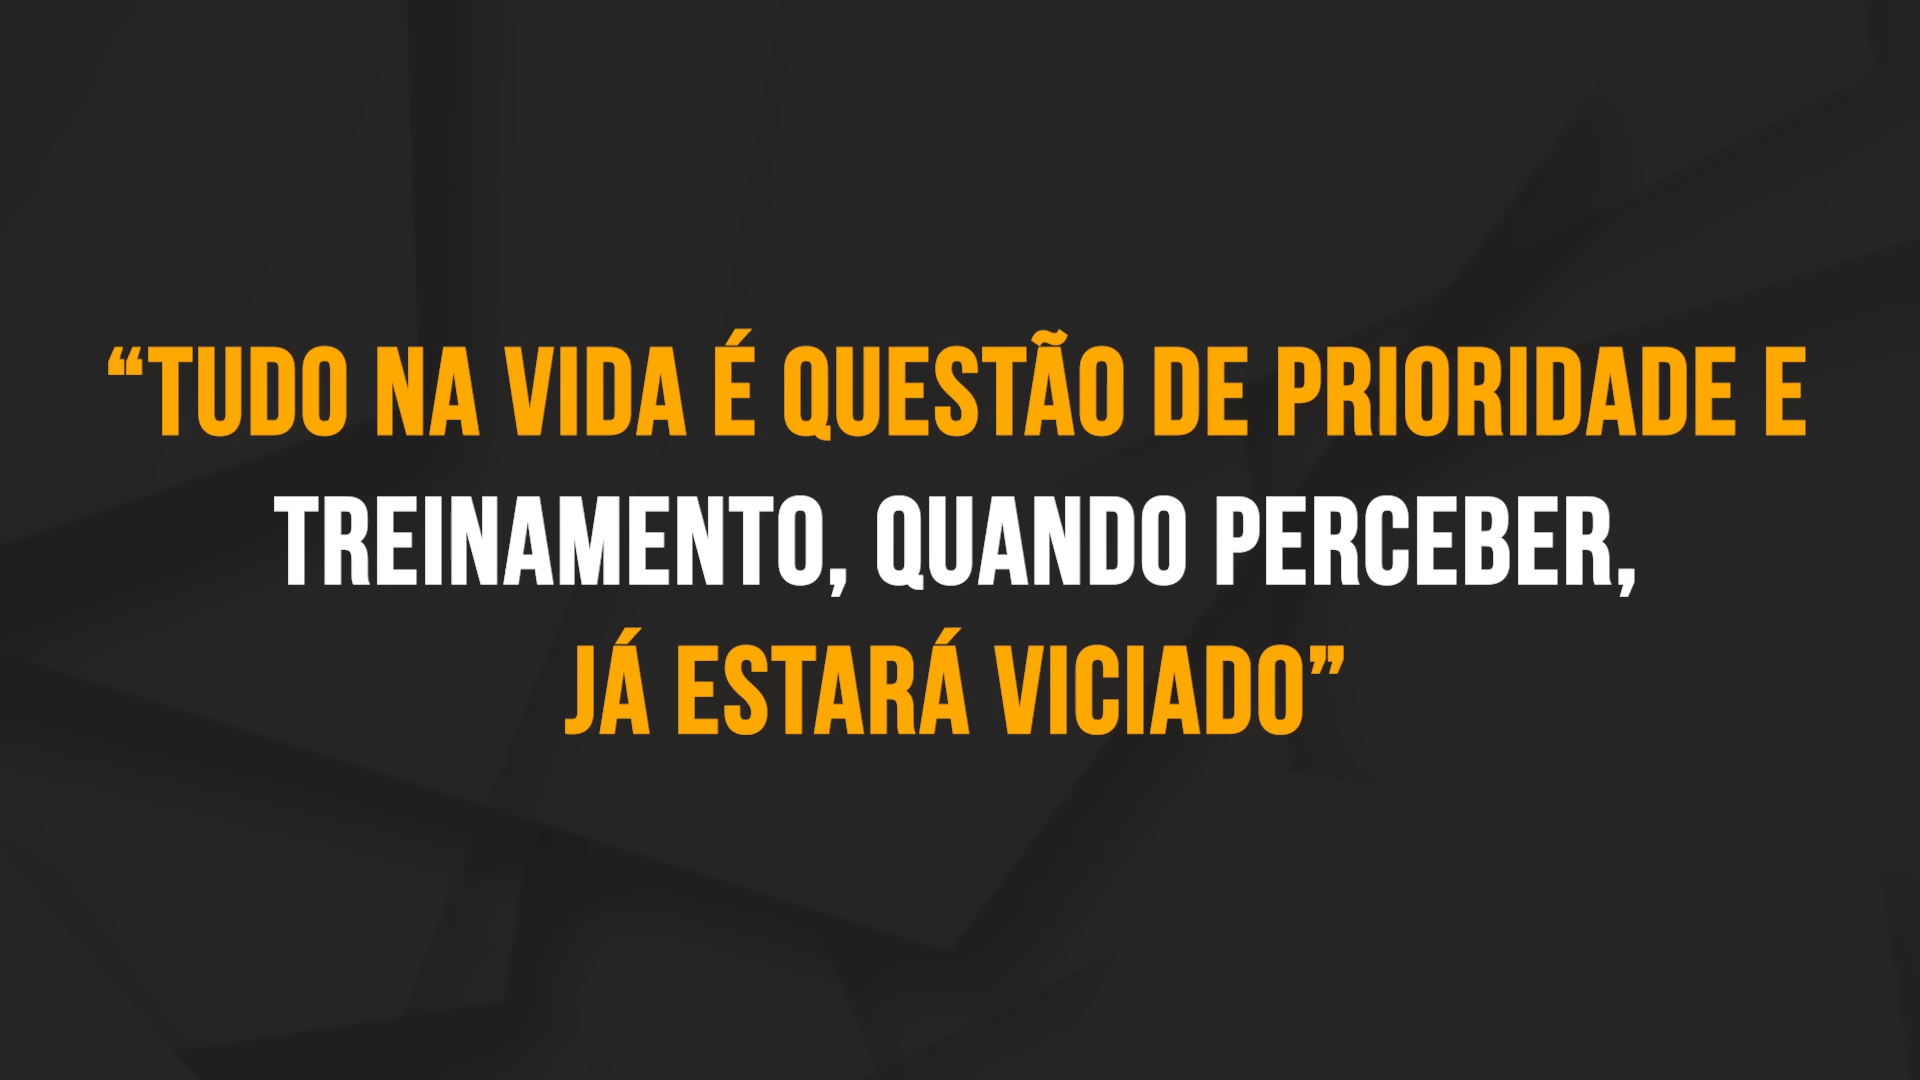 “TUDO NA VIDA É QUESTÃO DE PRIORIDADE E
TREINAMENTO, QUANDO PERCEBER,
JÁ ESTARÁ VICIADO”